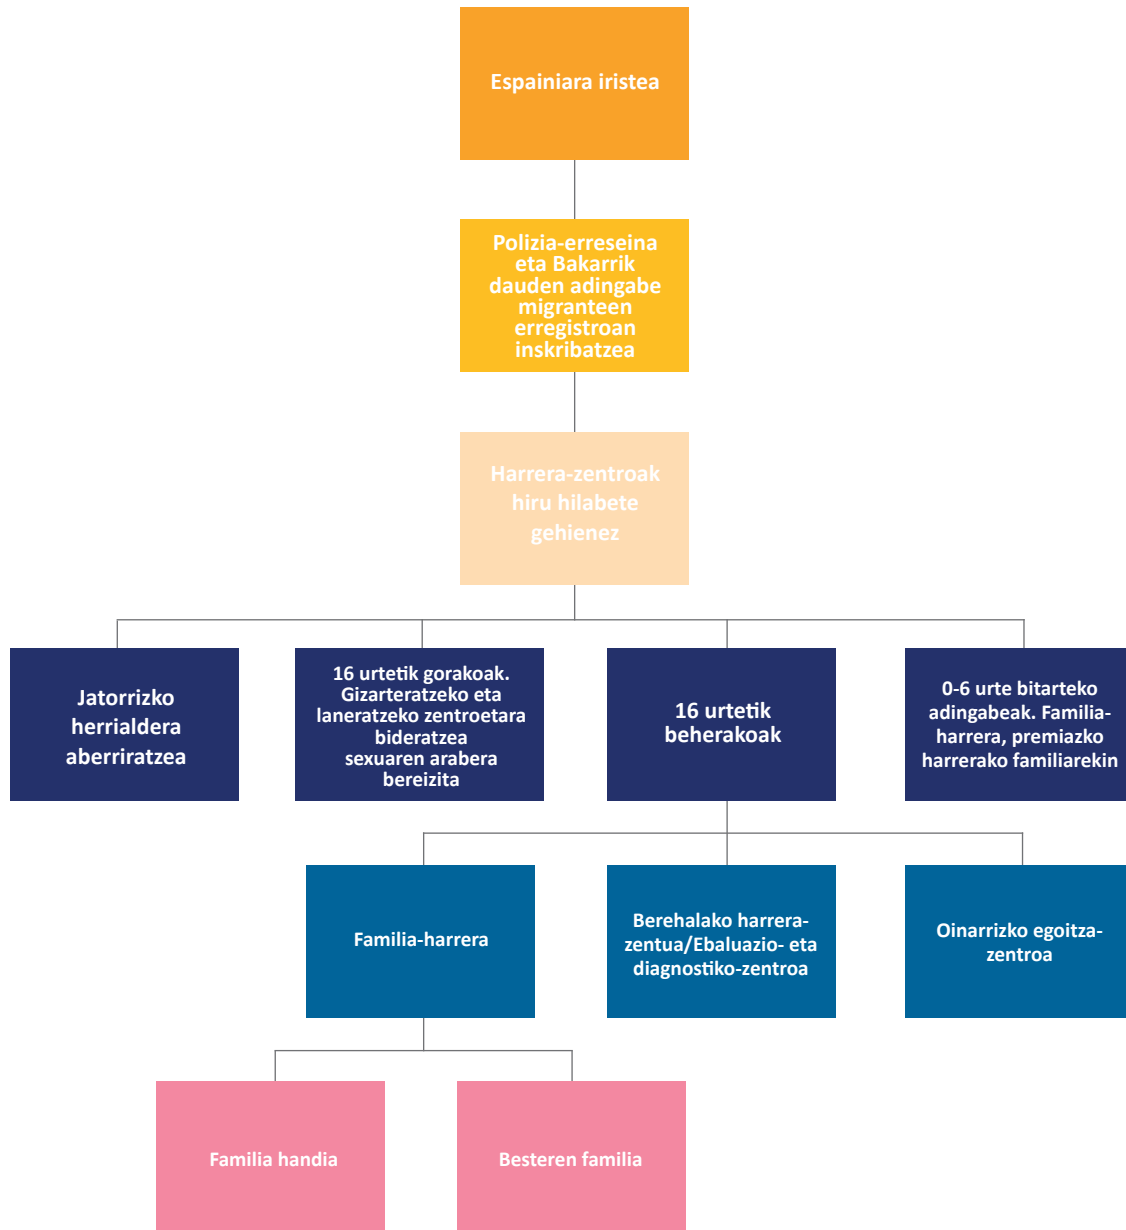 Espainiara iristea
Polizia-erreseina
eta Bakarrik
dauden adingabe
migranteen
erregistroan
inskribatzea
Harrera-zentroak
hiru hilabete
gehienez
Jatorrizko
herrialdera
aberriratzea
16 urtetik gorakoak.
Gizarteratzeko eta
laneratzeko zentroetara
bideratzea
sexuaren arabera
bereizita
16 urtetik
beherakoak
0-6 urte bitarteko
adingabeak. Familia-
harrera, premiazko
harrerako familiarekin
Familia-harrera
Berehalako harrera-
zentua/Ebaluazio- eta
diagnostiko-zentroa
Oinarrizko egoitza-
zentroa
Familia handia
Besteren familia